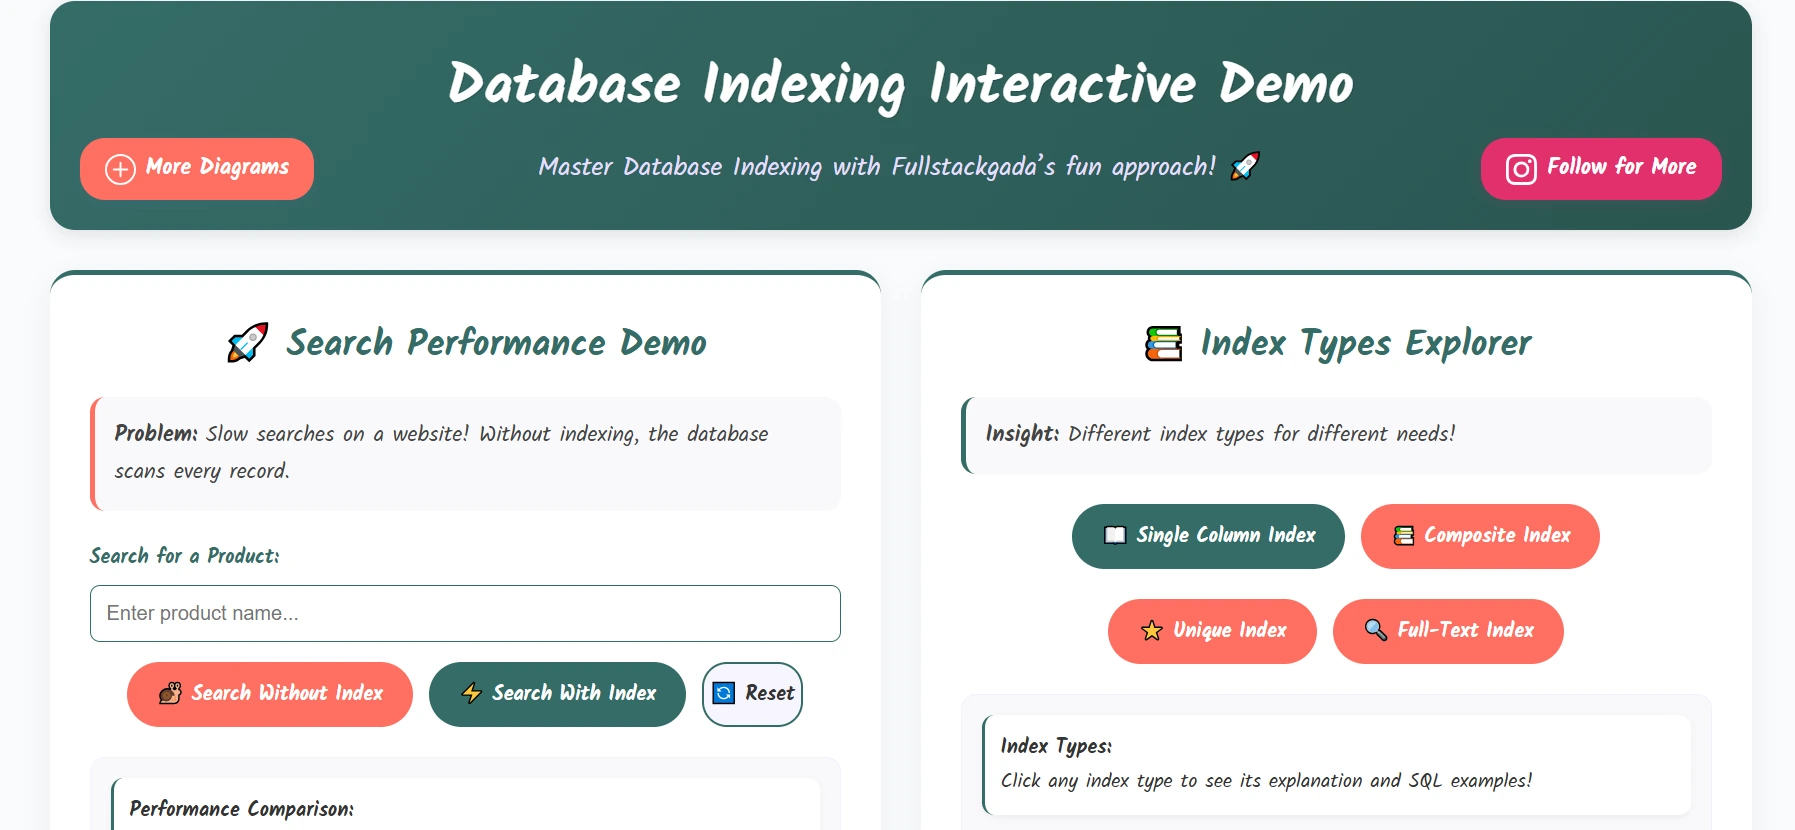 Database Indexing Interactive Demo
More Diagrams
Master Database Indexing with Fullstackgada's fun approach! 🚀
Follow for More
🚀 Search Performance Demo
Problem: Slow searches on a website! Without indexing, the database
scans every record.
Search for a Product:
Enter product name...
🐌 Search Without Index
⚡ Search With Index
🔄 Reset
Performance Comparison:
📚 Index Types Explorer
Insight: Different index types for different needs!
📖 Single Column Index
📚 Composite Index
⭐ Unique Index
🔍 Full-Text Index
Index Types:
Click any index type to see its explanation and SQL examples!